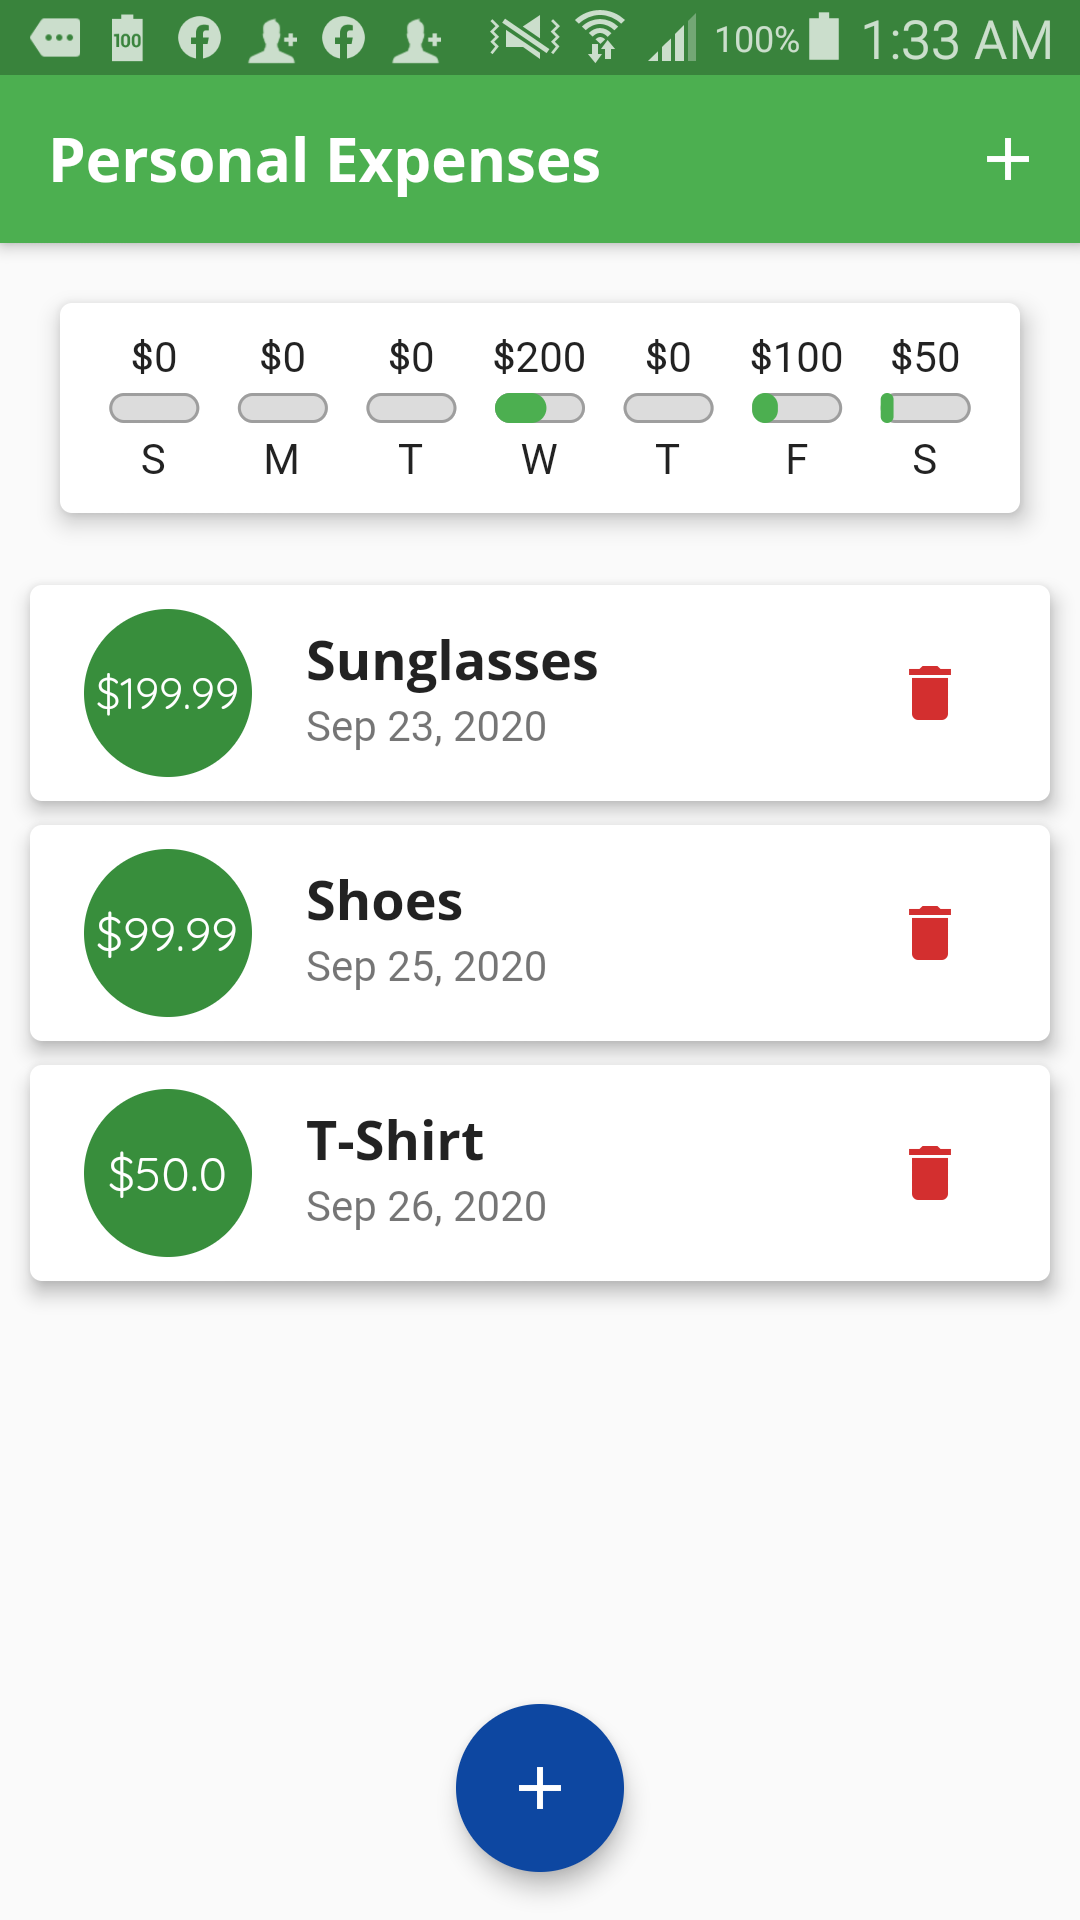 100 100% 1:33 AM
Personal Expenses
$0 $0 $0 $200 $0 $100 $50
S M T W T F S
$199.99 Sunglasses
Sep 23, 2020
$99.99 Shoes
Sep 25, 2020
$50.0 T-Shirt
Sep 26, 2020